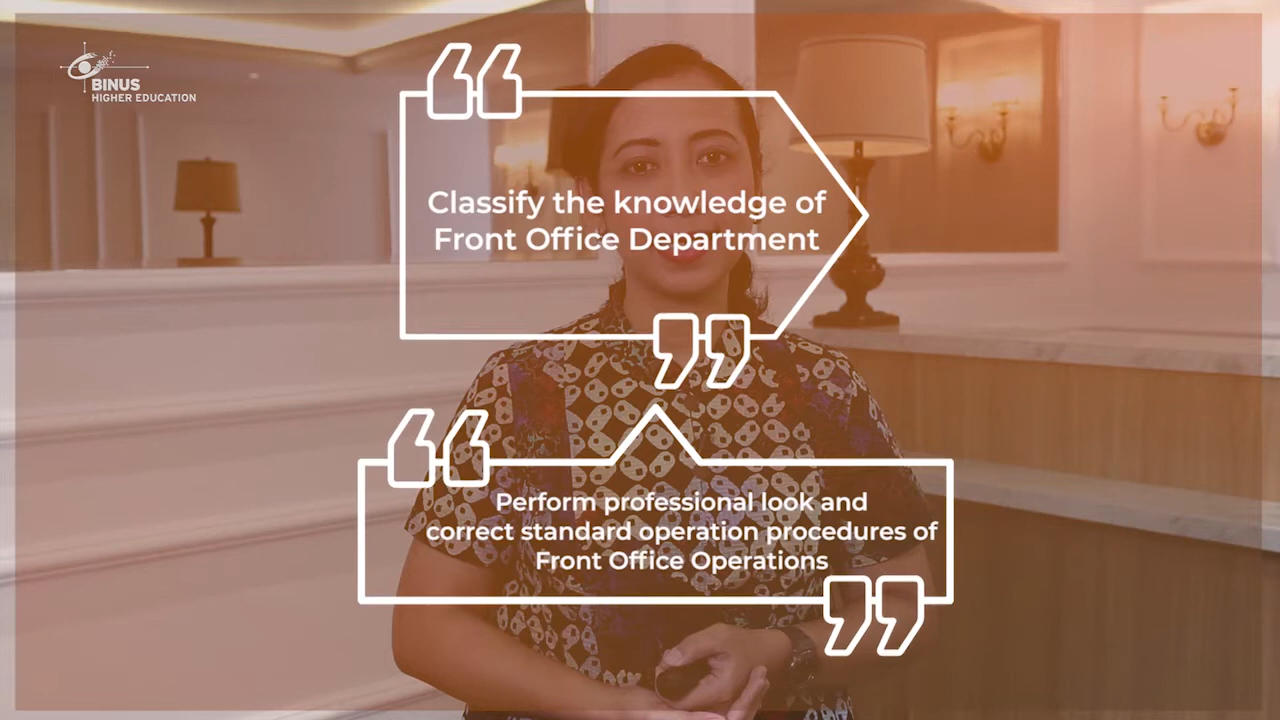 BINUS
HIGHER EDUCATION
Classify the knowledge of
Front Office Department
Perform professional look and
correct standard operation procedures of
Front Office Operations